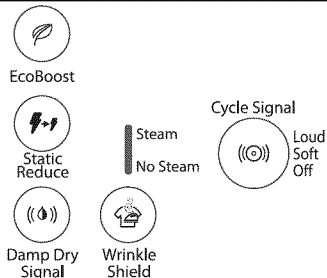 EcoBoost
Cycle Signal
Static
Reduce
Steam
No Steam
Loud
Soft
Off
Damp Dry
Signal
Wrinkle
Shield